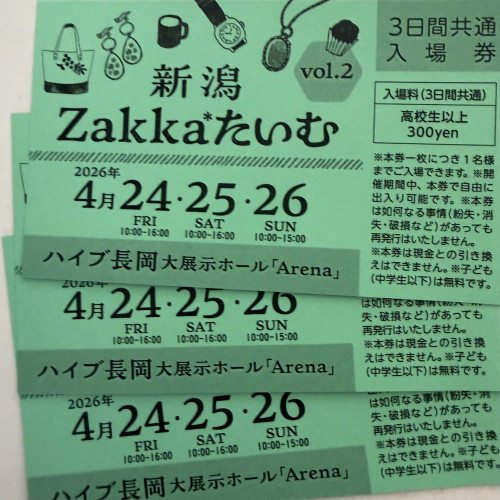 新潟
vol.2
Zakka*たいむ
2026年
4月24・25・26
FRI SAT SUN
10:00-16:00 10:00-16:00 10:00-15:00
ハイブ長岡大展示ホール「Arena」
3日間共通
入場券
入場料(3日間共通)
高校生以上
300yen
※本券一枚につき1名様
までご入場できます。※開
催期間中、本券で自由に
出入り可能です。※本券
は如何なる事情(紛失・消
失・破損など)があっても
再発行はいたしません。
※本券は現金との引き換
えはできません。※子ども
(中学生以下)は無料です。
2026年
4月24・25・26
FRI SAT SUN
10:00-16:00 10:00-16:00 10:00-15:00
ハイブ長岡大展示ホール「Arena」
は如何なる事情(紛失・消
失・破損など)があっても
再発行はいたしません。
※本券は現金との引き換
えはできません。※子ども
(中学生以下)は無料です。
2026年
4月24・25・26
FRI SAT SUN
10:00-16:00 10:00-16:00 10:00-15:00
ハイブ長岡大展示ホール「Arena」
は如何なる事情(紛失・消
失・破損など)があっても
再発行はいたしません。
※本券は現金との引き換
えはできません。※子ども
(中学生以下)は無料です。